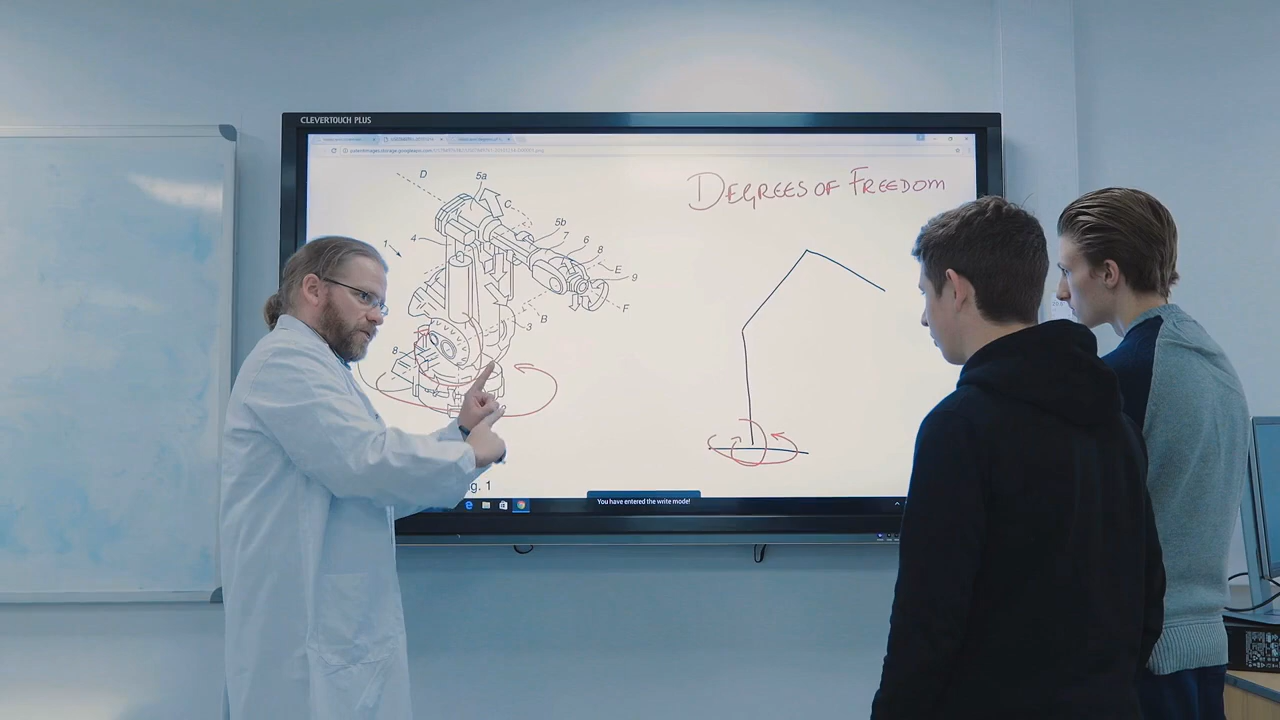 CLEVERTOUCH PLUS
DEGREES OF FREEDOM
D
5a
C
5b
7
6
8
E
9
F
4
1
B
3
8
g. 1
You have entered the write mode!